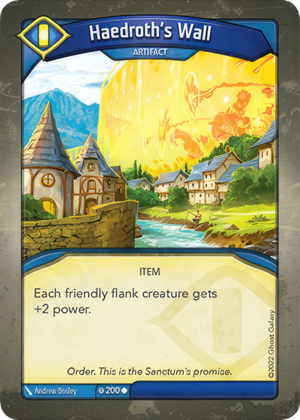 Haedroth's Wall
ARTIFACT
ITEM
Each friendly flank creature gets
+2 power.
Order. This is the Sanctum's promise.
©2022 Ghost Galaxy
Andrew Bosley
200